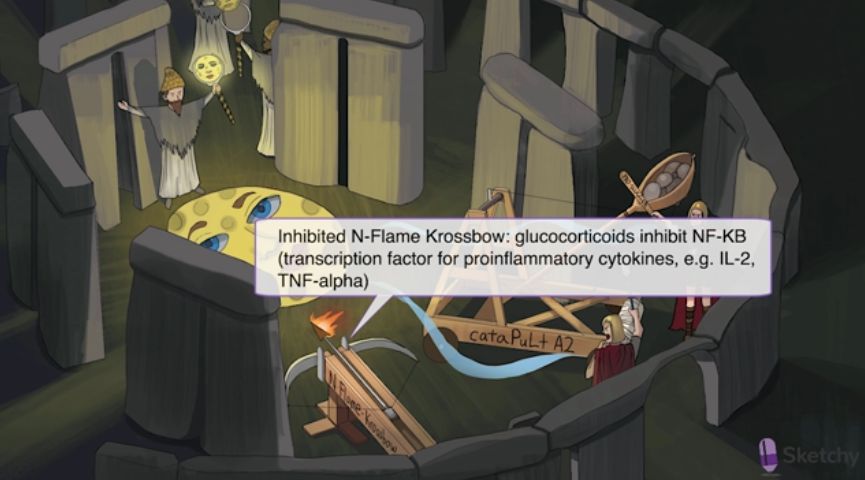 Inhibited N-Flame Krossbow: glucocorticoids inhibit NF-KB
(transcription factor for proinflammatory cytokines, e.g. IL-2,
TNF-alpha)
cataPuLt A2
N Flame Krossbow
Sketchy